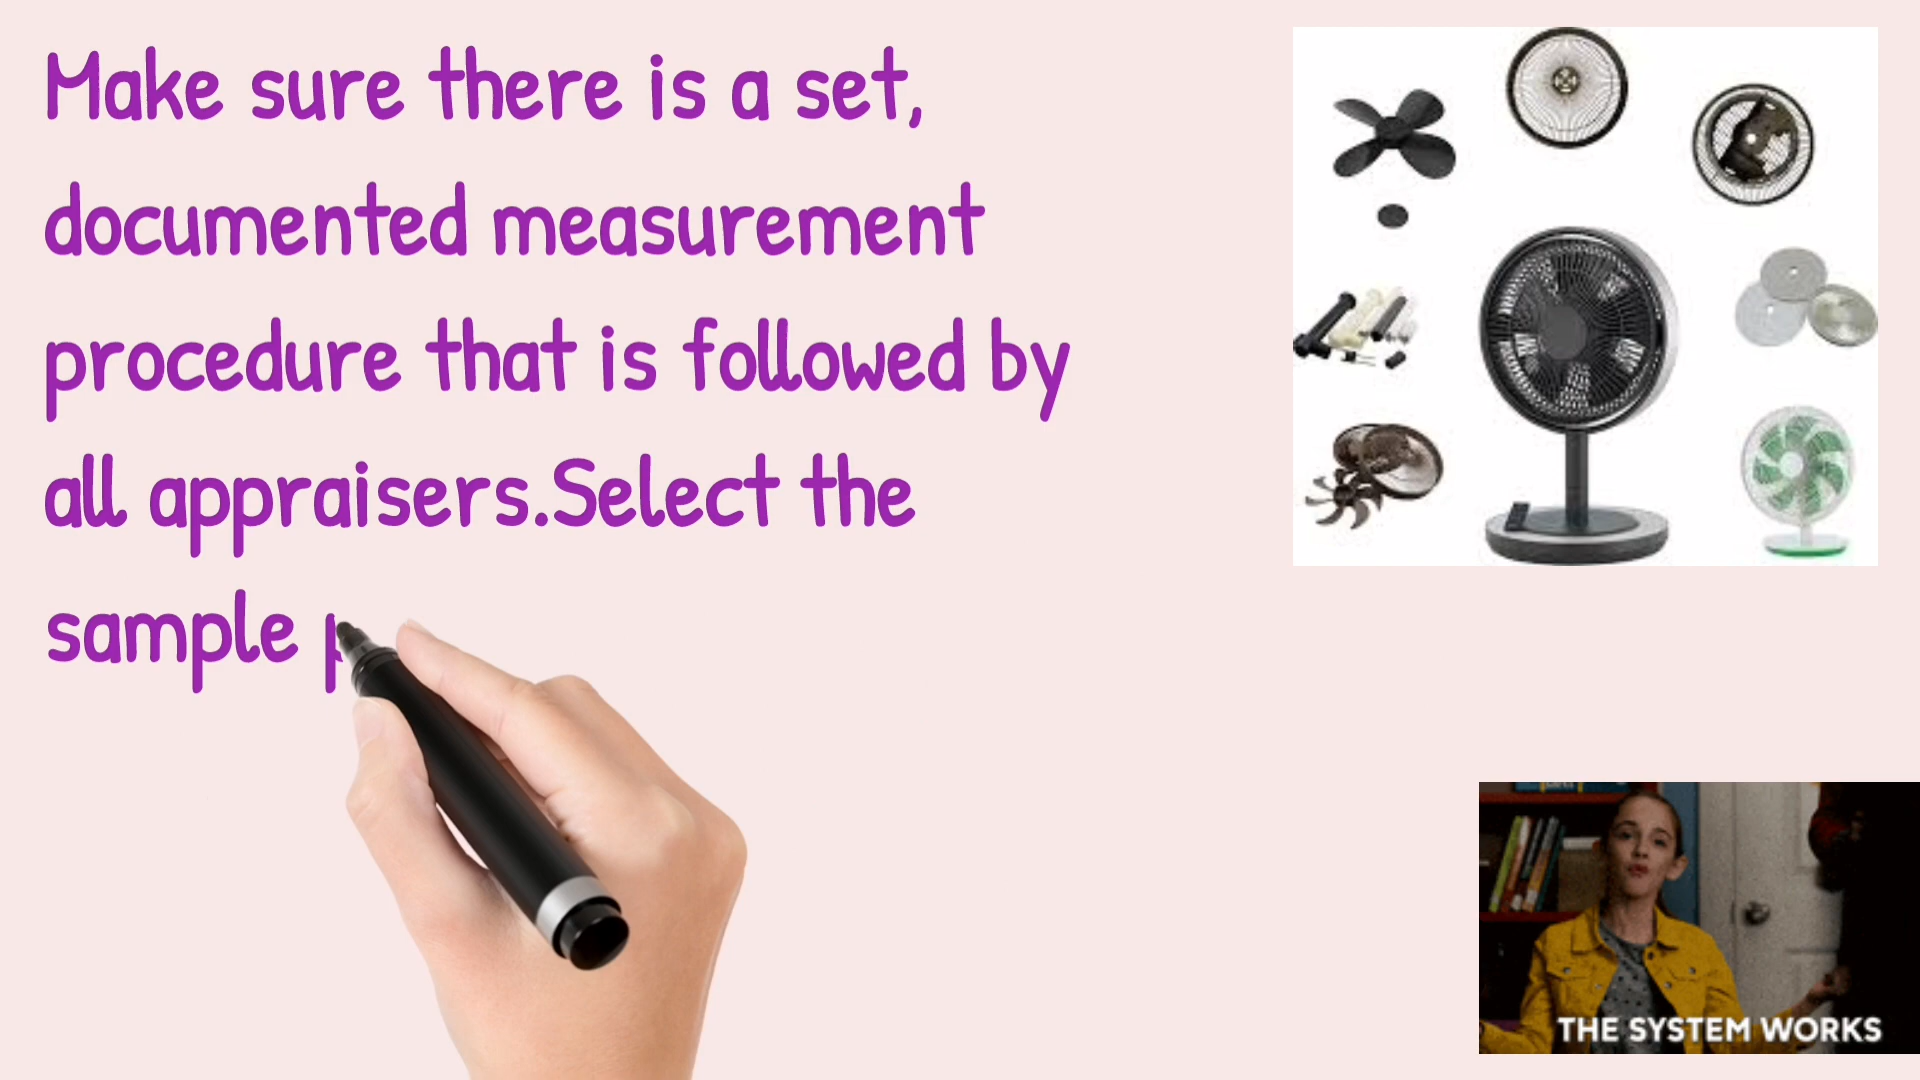 Make sure there is a set,
documented measurement
procedure that is followed by
all appraisers.Select the
sample p
THE SYSTEM WORKS